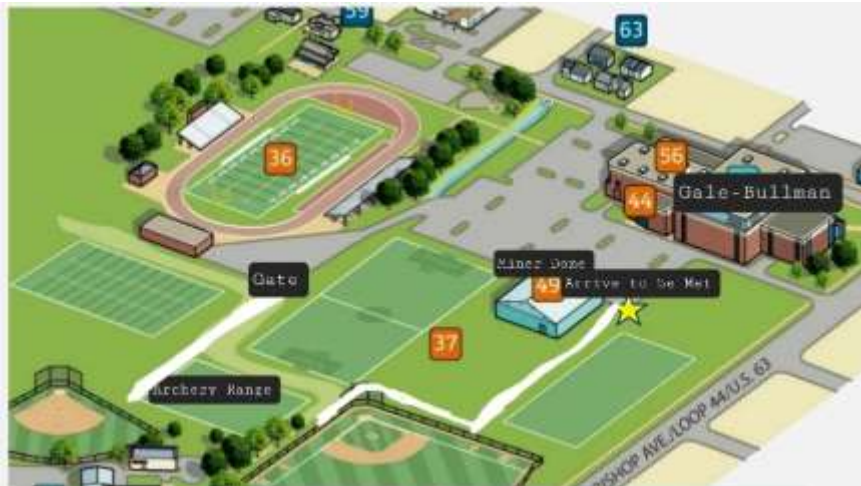 59
63
36
56
Gale-Bullman
44
Miner Dome
Gate
49
Arrive to be Met
37
Archery Range
BISHOP AVE./LOOP 44/U.S. 63